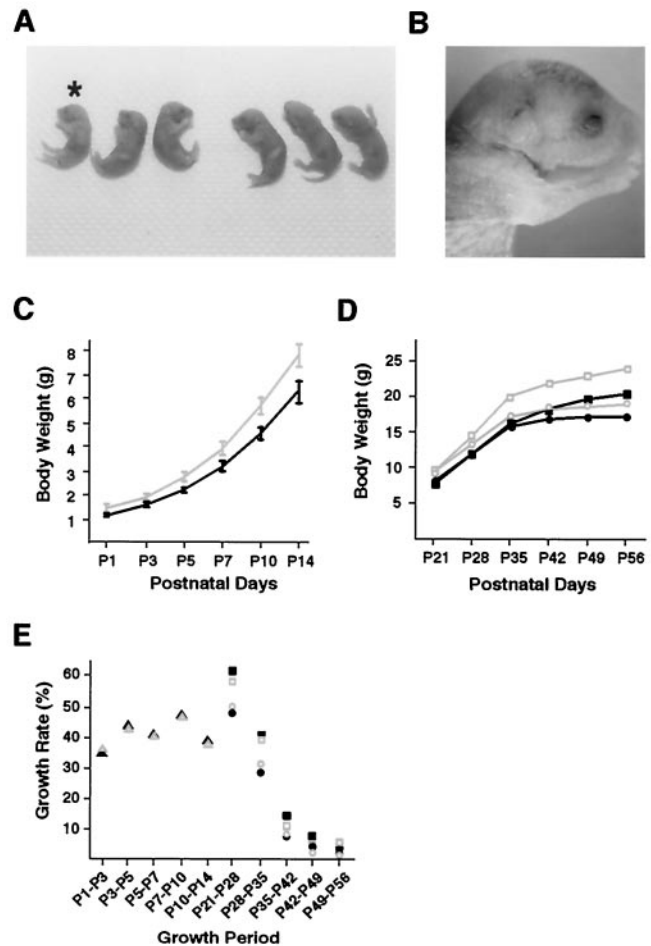 A
B
*
C
Body Weight (g)
8
7
6
5
4
3
2
1
P1 P3 P5 P7 P10 P14
Postnatal Days
D
Body Weight (g)
25
20
15
10
5
P21 P28 P35 P42 P49 P56
Postnatal Days
E
Growth Rate (%)
60
50
40
30
20
10
P1-P3 P3-P5 P5-P7 P7-P10 P10-P14 P21-P28 P28-P35 P35-P42 P42-P49 P49-P56
Growth Period